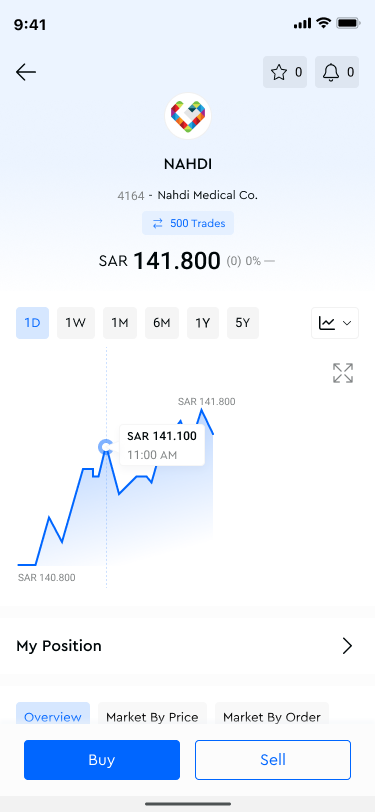 9:41
0
0
NAHDI
4164 - Nahdi Medical Co.
500 Trades
SAR 141.800 (0) 0% —
1D 1W 1M 6M 1Y 5Y
SAR 141.800
SAR 141.100
11:00 AM
SAR 140.800
My Position
Overview Market By Price Market By Order
Buy Sell